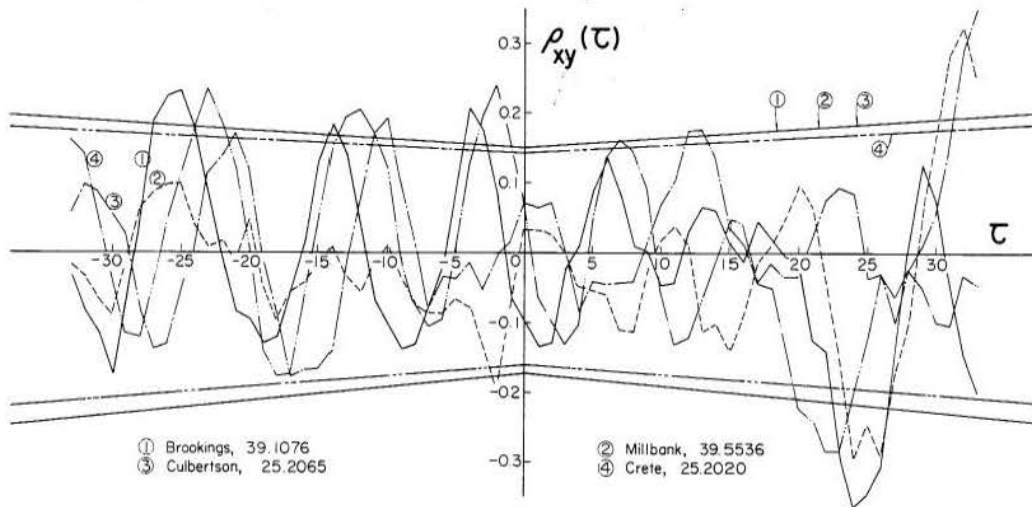 0.3
ρxy(τ)
0.2
① ② ③
④
④ ① 0.1
②
③
τ
-30 -25 -20 -15 -10 -5 0 5 10 15 20 25 30
-0.1
-0.2
① Brookings, 39.1076 ② Millbank, 39.5536
③ Culbertson, 25.2065 ④ Crete, 25.2020
-0.3